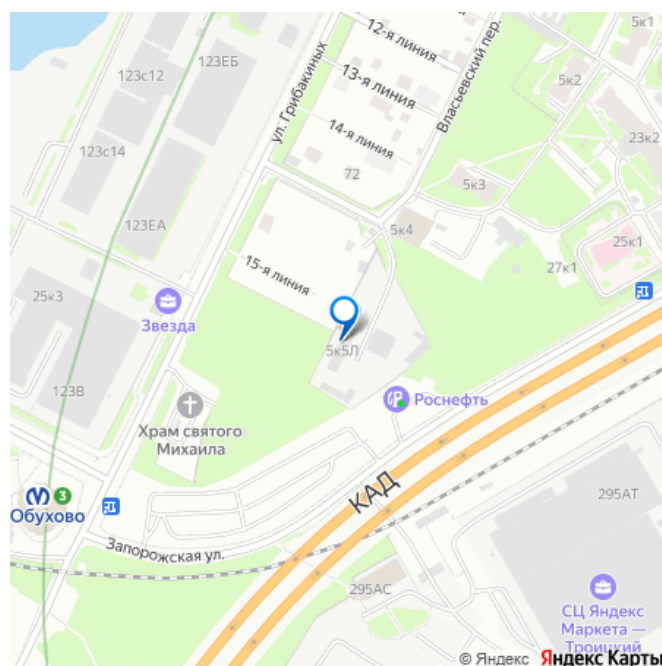 12-я линия
5к1
123с12
123ЕБ
ул. Грибакиных
13-я линия
Власьевский пер.
5к2
14-я линия
123с14
72
23к2
5к3
123ЕА
5к4
25к1
15-я линия
27к1
25к3
Звезда
5к5Л
123В
Роснефть
Храм святого
Михаила
КАД
3
Обухово
295АТ
Запорожская ул.
295АС
СЦ Яндекс
Маркета —
Троицкий
© Яндекс Яндекс Карты